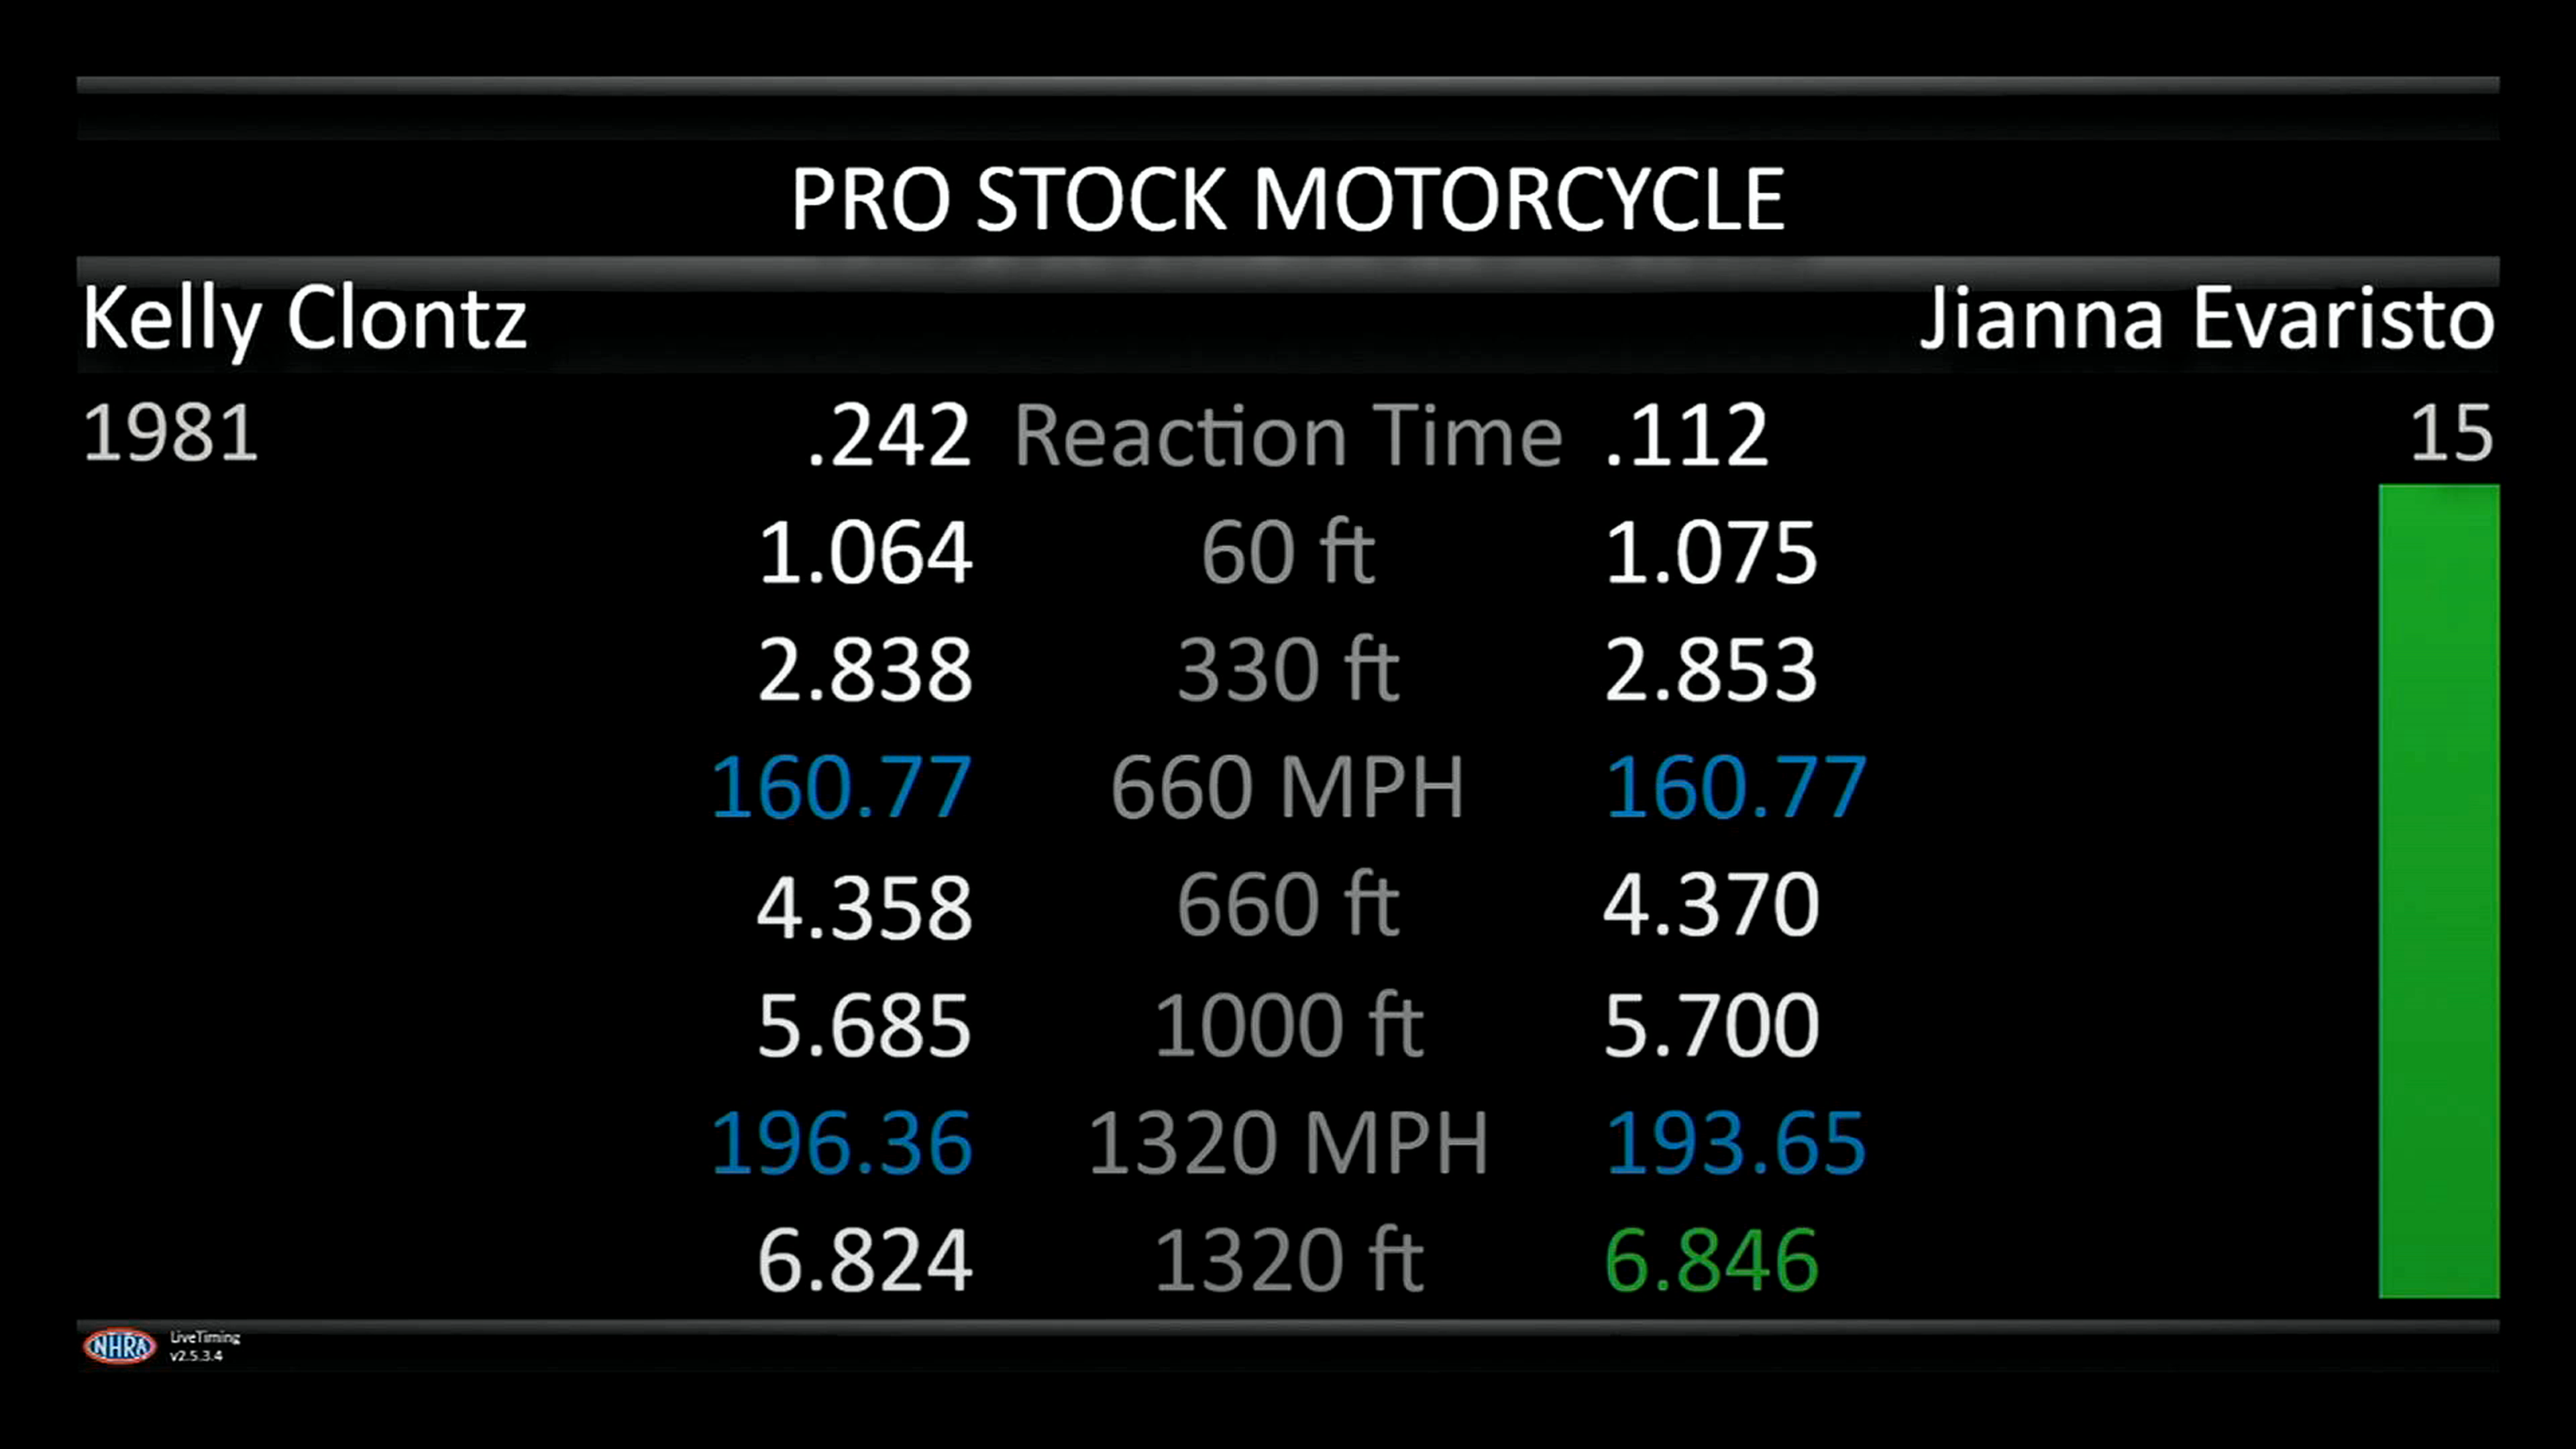 PRO STOCK MOTORCYCLE
Kelly Clontz Jianna Evaristo
1981 .242 Reaction Time .112 15
1.064 60 ft 1.075
2.838 330 ft 2.853
160.77 660 MPH 160.77
4.358 660 ft 4.370
5.685 1000 ft 5.700
196.36 1320 MPH 193.65
6.824 1320 ft 6.846
NHRA LiveTiming
v2.5.3.4